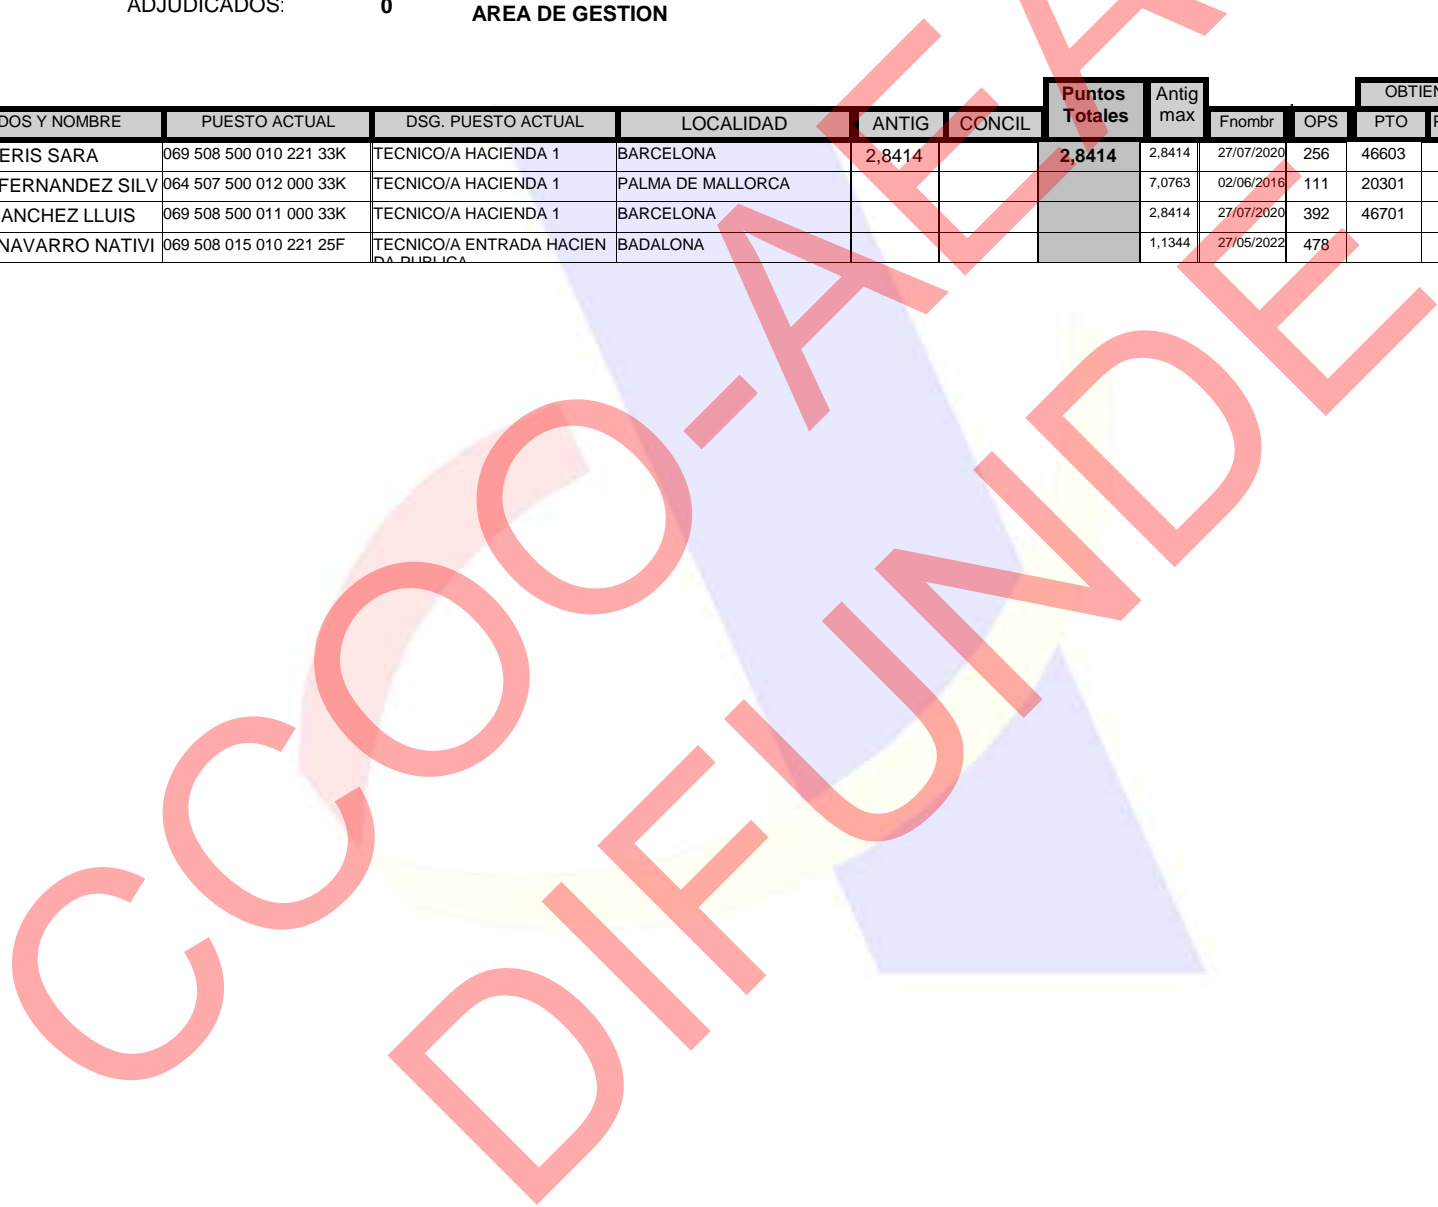 ADJUDICADOS: 0
AREA DE GESTION
Puntos Totales Antig max OBTIEN
DOS Y NOMBRE PUESTO ACTUAL DSG. PUESTO ACTUAL LOCALIDAD ANTIG CONCIL Fnombr OPS PTO
ERIS SARA 069 508 500 010 221 33K TECNICO/A HACIENDA 1 BARCELONA 2,8414 2,8414 2,8414 27/07/2020 256 46603
FERNANDEZ SILV 064 507 500 012 000 33K TECNICO/A HACIENDA 1 PALMA DE MALLORCA 7,0763 02/06/2016 111 20301
ANCHEZ LLUIS 069 508 500 011 000 33K TECNICO/A HACIENDA 1 BARCELONA 2,8414 27/07/2020 392 46701
NAVARRO NATIVI 069 508 015 010 221 25F TECNICO/A ENTRADA HACIEN BADALONA 1,1344 27/05/2022 478
DA PUBLICA
CCOO-AEA
DIFUNDE